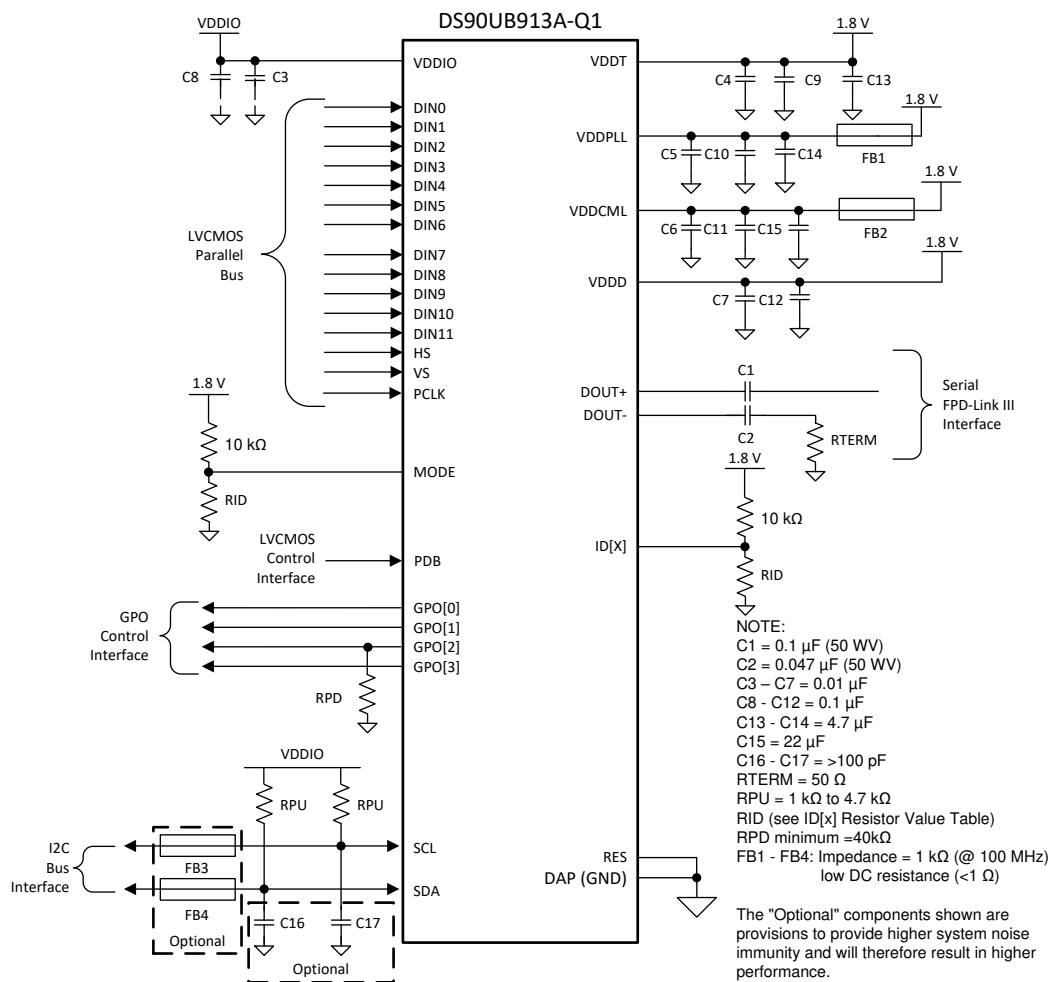 DS90UB913A-Q1
VDDIO
C8
C3
VDDIO
DIN0
DIN1
DIN2
DIN3
DIN4
DIN5
DIN6
DIN7
DIN8
DIN9
DIN10
DIN11
HS
VS
PCLK
LVCMOS
Parallel
Bus
1.8 V
10 kΩ
RID
MODE
LVCMOS
Control
Interface
PDB
GPO
Control
Interface
GPO[0]
GPO[1]
GPO[2]
GPO[3]
RPD
VDDIO
RPU
RPU
I2C
Bus
Interface
FB3
FB4
Optional
SCL
SDA
C16
C17
Optional
VDDT
1.8 V
C4
C9
C13
VDDPLL
1.8 V
C5
C10
C14
FB1
VDDCML
1.8 V
C6
C11
C15
FB2
VDDD
1.8 V
C7
C12
DOUT+
DOUT-
C1
C2
RTERM
Serial
FPD-Link III
Interface
1.8 V
10 kΩ
ID[X]
RID
RES
DAP (GND)
NOTE:
C1 = 0.1 µF (50 WV)
C2 = 0.047 µF (50 WV)
C3 – C7 = 0.01 µF
C8 - C12 = 0.1 µF
C13 - C14 = 4.7 µF
C15 = 22 µF
C16 - C17 = >100 pF
RTERM = 50 Ω
RPU = 1 kΩ to 4.7 kΩ
RID (see ID[x] Resistor Value Table)
RPD minimum =40kΩ
FB1 - FB4: Impedance = 1 kΩ (@ 100 MHz)
low DC resistance (<1 Ω)
The "Optional" components shown are
provisions to provide higher system noise
immunity and will therefore result in higher
performance.